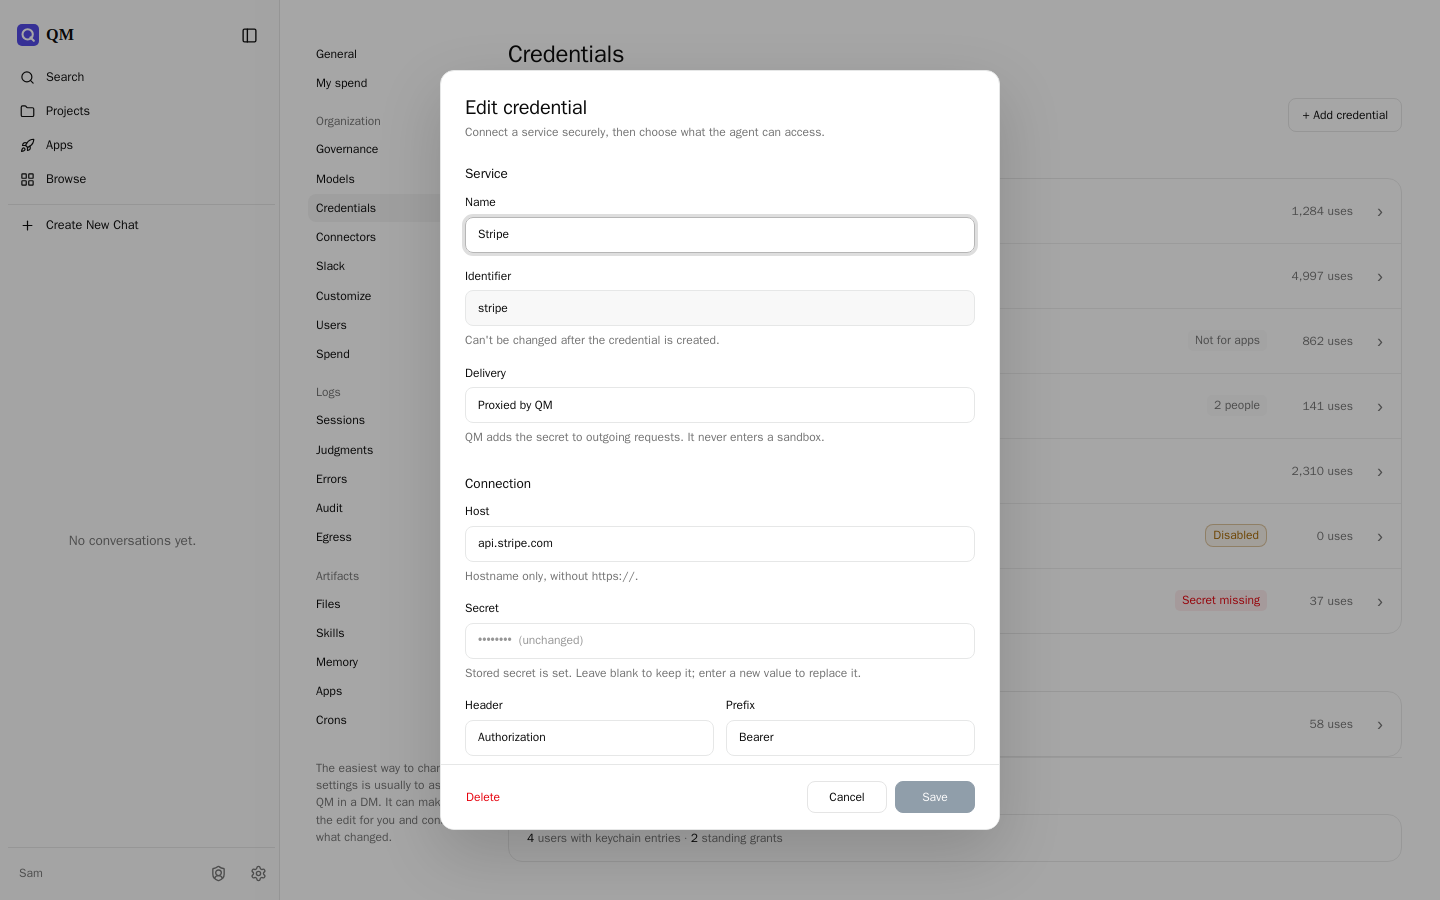 QM
Search
Projects
Apps
Browse
Create New Chat
No conversations yet.
Sam
General
My spend
Organization
Governance
Models
Credentials
Connectors
Slack
Customize
Users
Spend
Logs
Sessions
Judgments
Errors
Audit
Egress
Artifacts
Files
Skills
Memory
Apps
Crons
The easiest way to
settings is usually to
QM in a DM. It can
the edit for you and
what changed.
Credentials
+ Add credential
1,284 uses
4,997 uses
Not for apps 862 uses
2 people 141 uses
2,310 uses
Disabled 0 uses
Secret missing 37 uses
58 uses
4 users with keychain entries · 2 standing grants
Edit credential
Connect a service securely, then choose what the agent can access.
Service
Name
Stripe
Identifier
stripe
Can't be changed after the credential is created.
Delivery
Proxied by QM
QM adds the secret to outgoing requests. It never enters a sandbox.
Connection
Host
api.stripe.com
Hostname only, without https://.
Secret
•••••••• (unchanged)
Stored secret is set. Leave blank to keep it; enter a new value to replace it.
Header Prefix
Authorization Bearer
Delete Cancel Save